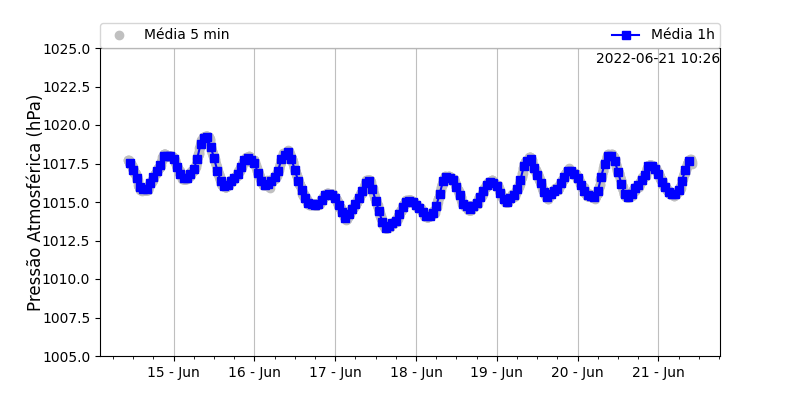 Média 5 min
Média 1h
2022-06-21 10:26
Pressão Atmosférica (hPa)
1025.0
1022.5
1020.0
1017.5
1015.0
1012.5
1010.0
1007.5
1005.0
15 - Jun
16 - Jun
17 - Jun
18 - Jun
19 - Jun
20 - Jun
21 - Jun